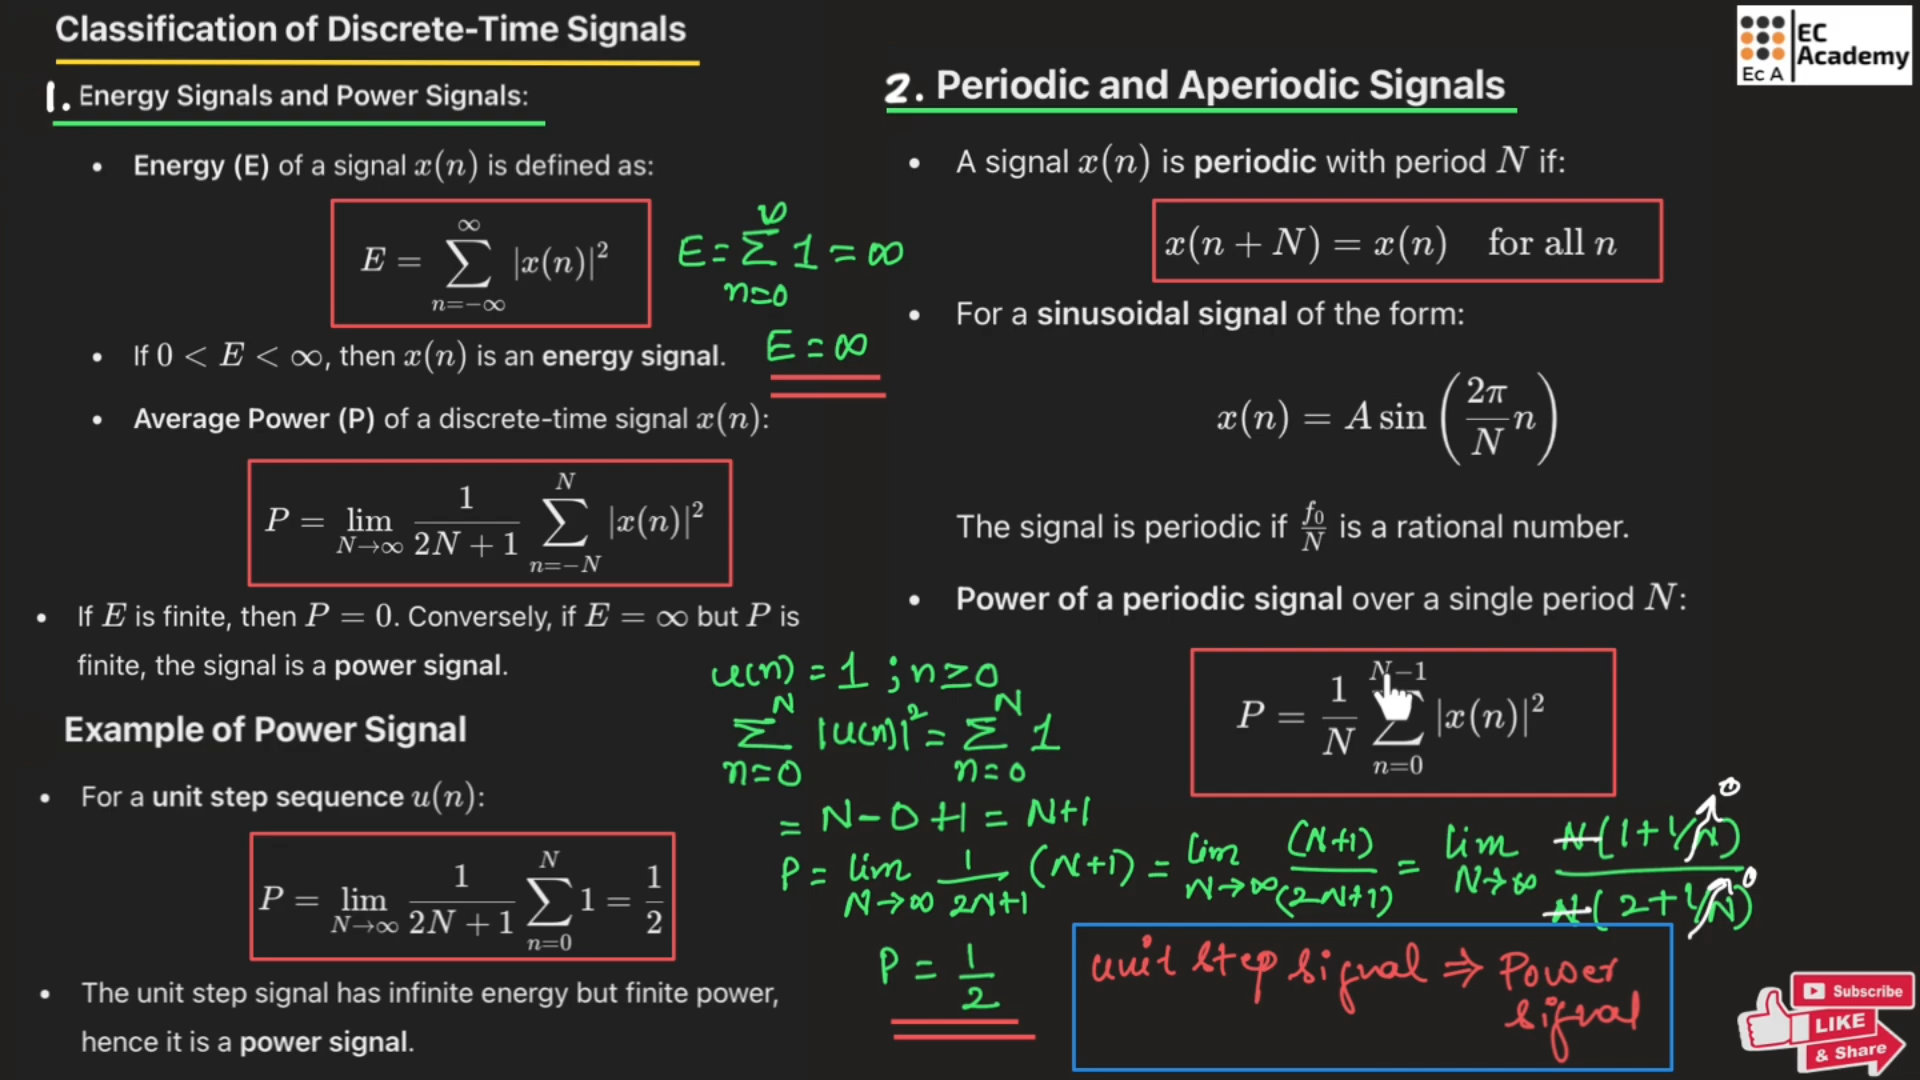 Classification of Discrete-Time Signals
1. Energy Signals and Power Signals:
• Energy (E) of a signal x(n) is defined as:
E = ∑_{n=-∞}^{∞} |x(n)|²
E = ∑_{n=0}^{∞} 1 = ∞
• If 0 < E < ∞, then x(n) is an energy signal.
E = ∞
• Average Power (P) of a discrete-time signal x(n):
P = lim_{N→∞} 1/(2N + 1) ∑_{n=-N}^{N} |x(n)|²
• If E is finite, then P = 0. Conversely, if E = ∞ but P is
finite, the signal is a power signal.
Example of Power Signal
• For a unit step sequence u(n):
P = lim_{N→∞} 1/(2N + 1) ∑_{n=0}^{N} 1 = 1/2
• The unit step signal has infinite energy but finite power,
hence it is a power signal.
2. Periodic and Aperiodic Signals
• A signal x(n) is periodic with period N if:
x(n + N) = x(n) for all n
• For a sinusoidal signal of the form:
x(n) = A sin (2π/N n)
The signal is periodic if f₀/N is a rational number.
• Power of a periodic signal over a single period N:
P = 1/N ∑_{n=0}^{N-1} |x(n)|²
u(n) = 1 ; n ≥ 0
∑_{n=0}^{N} |u(n)|² = ∑_{n=0}^{N} 1
= N - 0 + 1 = N+1
P = lim_{N→∞} 1/(2N+1) (N+1) = lim_{N→∞} (N+1)/(2N+1) = lim_{N→∞} N(1+1/N)/N(2+1/N)
0
0
P = 1/2
unit step signal ⇒ Power
signal
EC
Academy
Ec A
Subscribe
LIKE
& Share